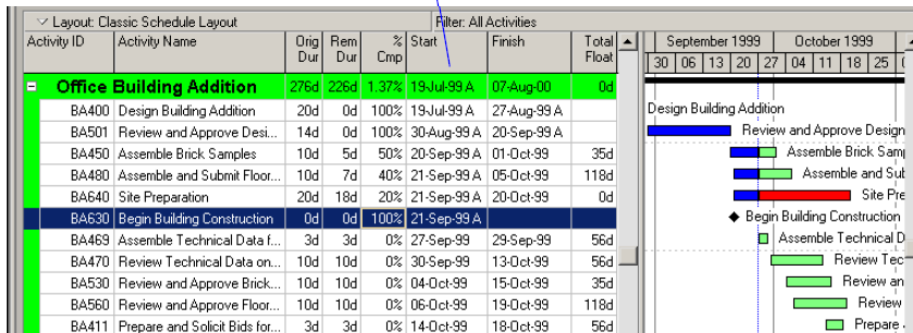 Layout: Classic Schedule Layout Filter: All Activities
Activity ID Activity Name Orig Dur Rem Dur % Cmp Start Finish Total Float September 1999 October 1999
30 06 13 20 27 04 11 18 25
Office Building Addition 276d 226d 1.37% 19-Jul-99 A 07-Aug-00 0d
BA400 Design Building Addition 20d 0d 100% 19-Jul-99 A 27-Aug-99 A Design Building Addition
BA501 Review and Approve Desi... 14d 0d 100% 30-Aug-99 A 20-Sep-99 A Review and Approve Design
BA450 Assemble Brick Samples 10d 5d 50% 20-Sep-99 A 01-Oct-99 35d Assemble Brick Samp
BA480 Assemble and Submit Floor... 10d 7d 40% 21-Sep-99 A 05-Oct-99 118d Assemble and Sub
BA640 Site Preparation 20d 18d 20% 21-Sep-99 A 20-Oct-99 0d Site Pre
BA630 Begin Building Construction 0d 0d 100% 21-Sep-99 A Begin Building Construction
BA469 Assemble Technical Data f... 3d 3d 0% 27-Sep-99 29-Sep-99 56d Assemble Technical D
BA470 Review Technical Data on... 10d 10d 0% 30-Sep-99 13-Oct-99 56d Review Tec
BA530 Review and Approve Brick... 10d 10d 0% 04-Oct-99 15-Oct-99 35d Review an
BA560 Review and Approve Floor... 10d 10d 0% 06-Oct-99 19-Oct-99 118d Review
BA411 Prepare and Solicit Bids for... 3d 3d 0% 14-Oct-99 18-Oct-99 56d Prepare